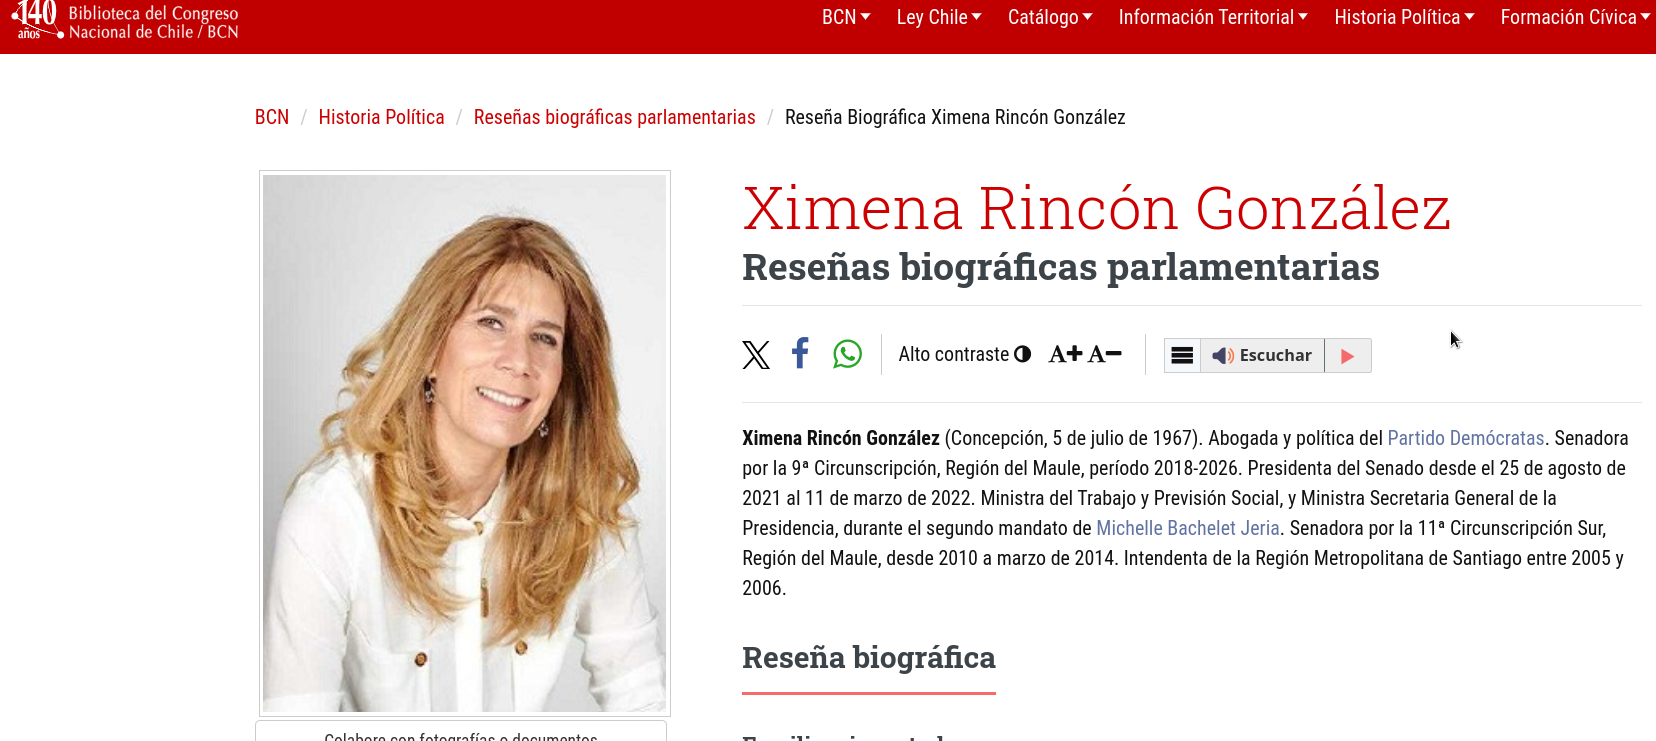 140 años
Biblioteca del Congreso
Nacional de Chile / BCN
BCN
Ley Chile
Catálogo
Información Territorial
Historia Política
Formación Cívica
BCN / Historia Política / Reseñas biográficas parlamentarias / Reseña Biográfica Ximena Rincón González
Ximena Rincón González
Reseñas biográficas parlamentarias
Alto contraste A+ A− Escuchar
Ximena Rincón González (Concepción, 5 de julio de 1967). Abogada y política del Partido Demócratas. Senadora
por la 9ª Circunscripción, Región del Maule, período 2018-2026. Presidenta del Senado desde el 25 de agosto de
2021 al 11 de marzo de 2022. Ministra del Trabajo y Previsión Social, y Ministra Secretaria General de la
Presidencia, durante el segundo mandato de Michelle Bachelet Jeria. Senadora por la 11ª Circunscripción Sur,
Región del Maule, desde 2010 a marzo de 2014. Intendenta de la Región Metropolitana de Santiago entre 2005 y
2006.
Reseña biográfica
Colabore con fotografías o documentos